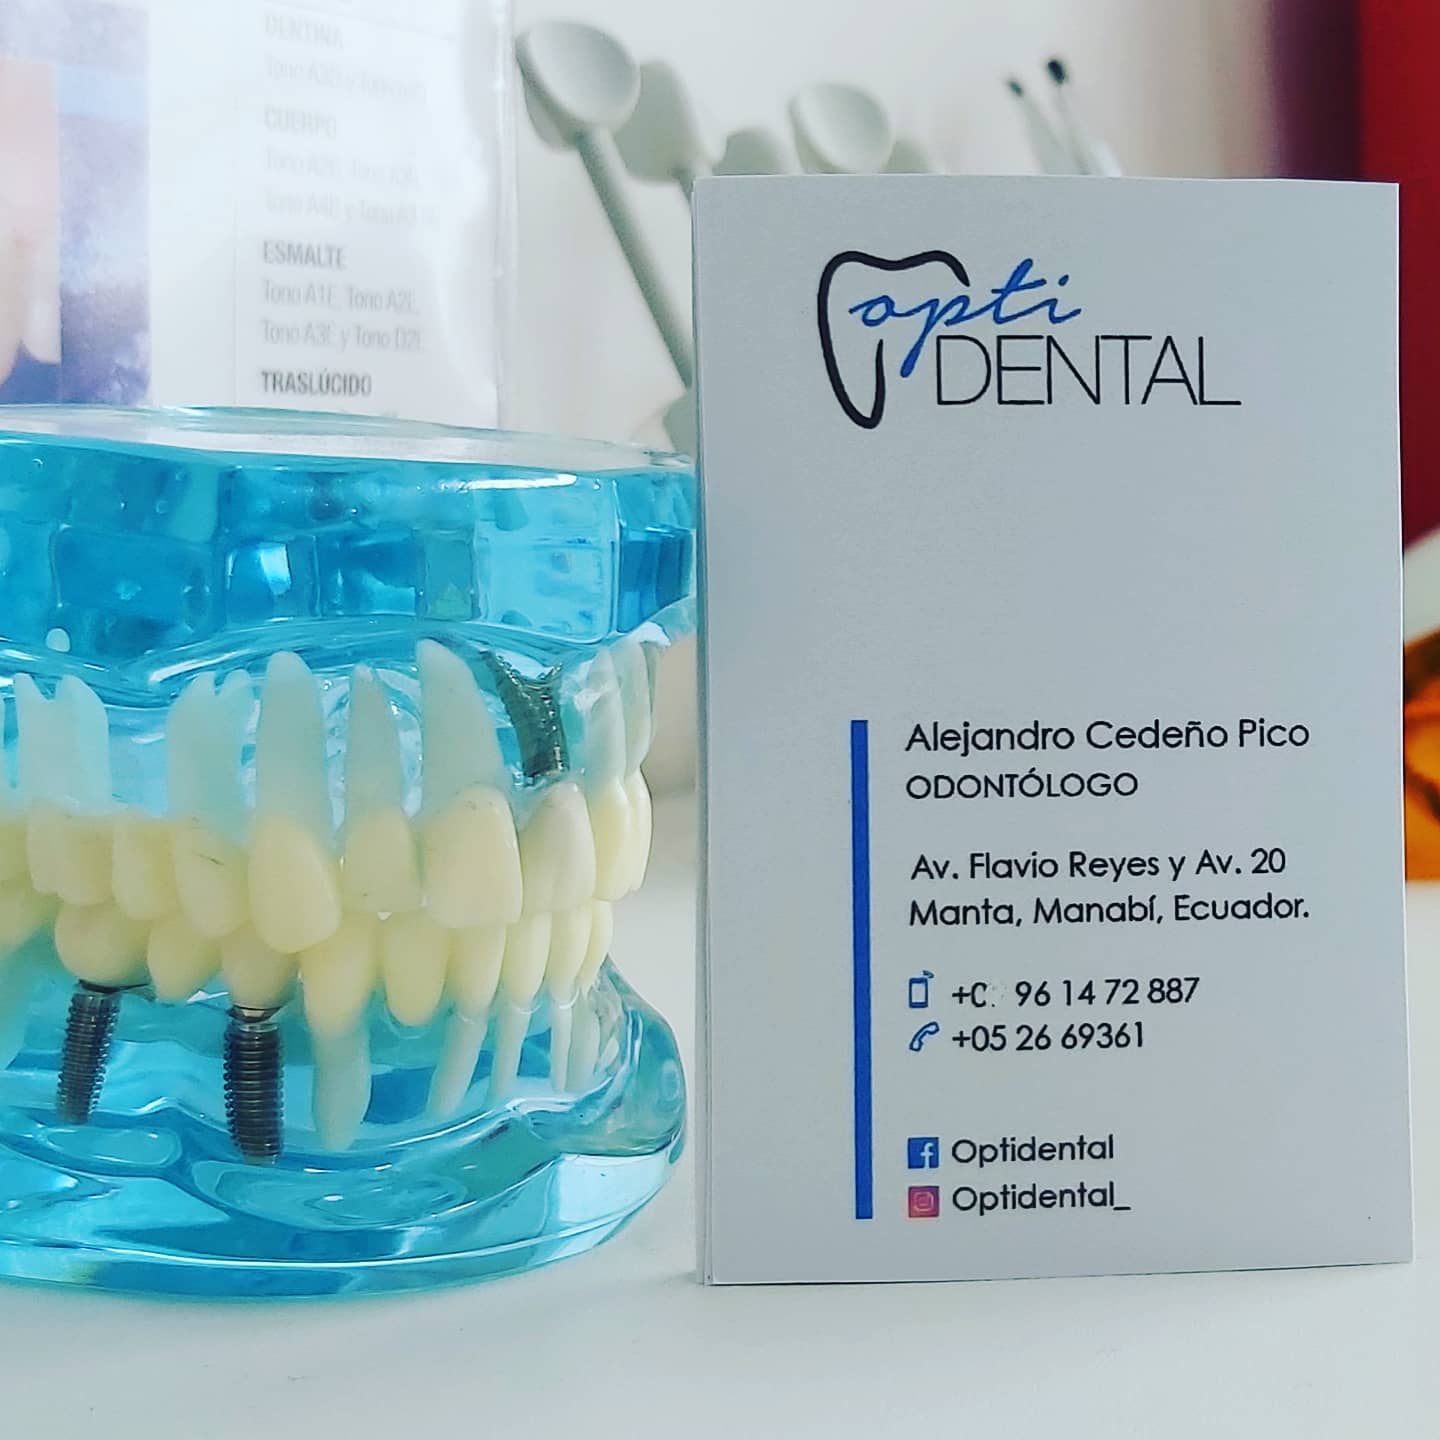 DENTINA
CUERPO
ESMALTE
Tono A1E, Tono A2E,
Tono A3E y Tono D2E
TRASLÚCIDO
opti
DENTAL
Alejandro Cedeño Pico
ODONTÓLOGO
Av. Flavio Reyes y Av. 20
Manta, Manabí, Ecuador.
96 14 72 887
+05 26 69361
Optidental
Optidental_